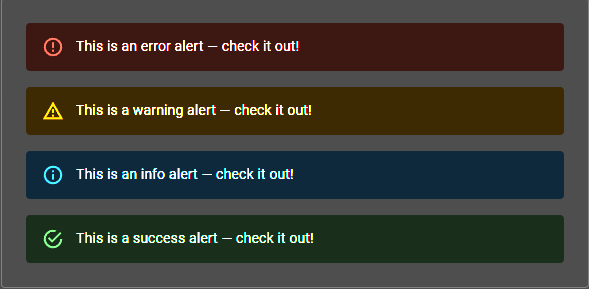 This is an error alert — check it out!
This is a warning alert — check it out!
This is an info alert — check it out!
This is a success alert — check it out!